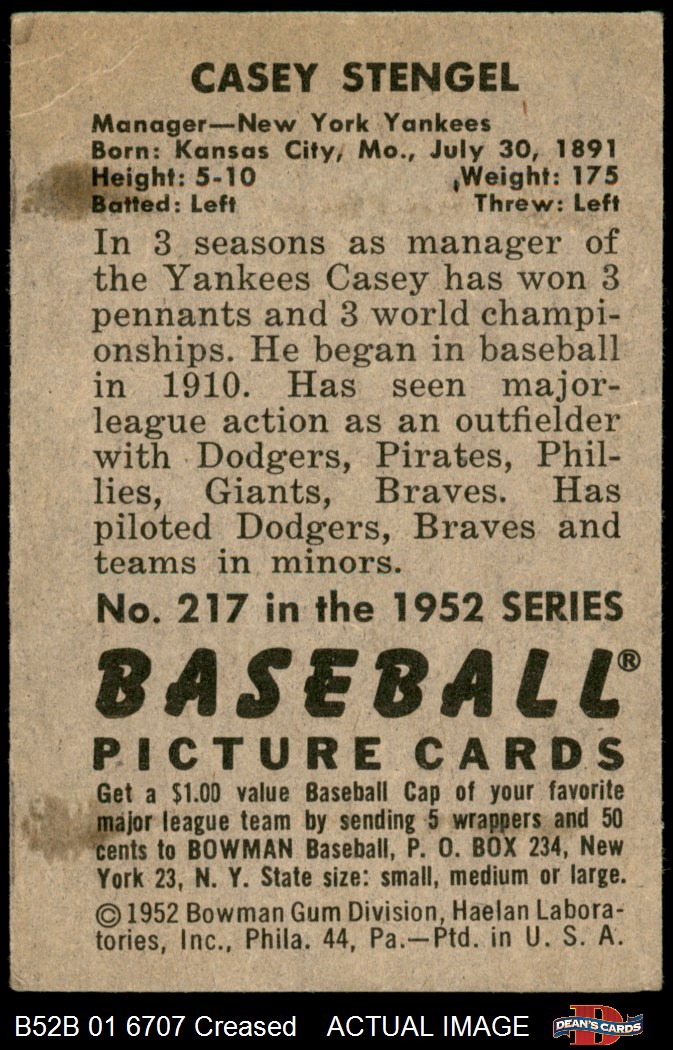 CASEY STENGEL
Manager—New York Yankees
Born: Kansas City, Mo., July 30, 1891
Height: 5-10 Weight: 175
Batted: Left Threw: Left
In 3 seasons as manager of
the Yankees Casey has won 3
pennants and 3 world champi-
onships. He began in baseball
in 1910. Has seen major-
league action as an outfielder
with Dodgers, Pirates, Phil-
lies, Giants, Braves. Has
piloted Dodgers, Braves and
teams in minors.
No. 217 in the 1952 SERIES
BASEBALL®
PICTURE CARDS
Get a $1.00 value Baseball Cap of your favorite
major league team by sending 5 wrappers and 50
cents to BOWMAN Baseball, P. O. BOX 234, New
York 23, N. Y. State size: small, medium or large.
© 1952 Bowman Gum Division, Haelan Labora-
tories, Inc., Phila. 44, Pa.—Ptd. in U. S. A.
B52B 01 6707 Creased ACTUAL IMAGE
D
DEAN'S CARDS